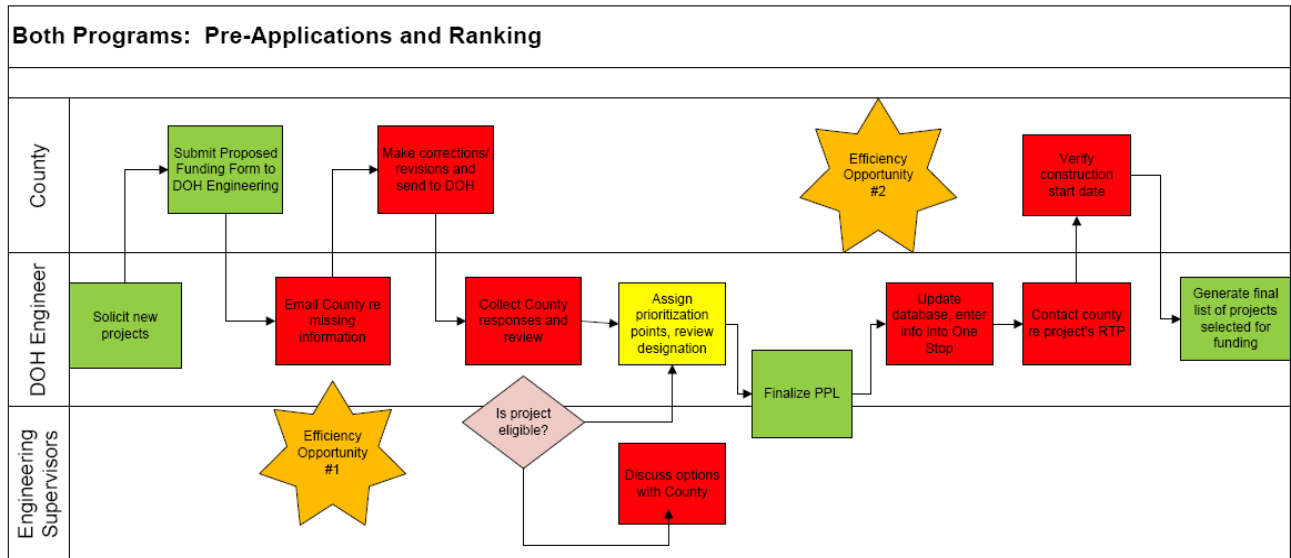 Both Programs:  Pre-Applications and Ranking
County
Submit Proposed
Funding Form to
DOH Engineering
Make corrections/
revisions and
send to DOH
Efficiency
Opportunity
#2
Verify
construction
start date
DOH Engineer
Solicit new
projects
Email County re
missing
information
Collect County
responses and
review
Assign
prioritization
points, review
designation
Finalize PPL
Update
database, enter
info into One
Stop
Contact county
re project's RTP
Generate final
list of projects
selected for
funding
Engineering
Supervisors
Efficiency
Opportunity
#1
Is project
eligible?
Discuss options
with County